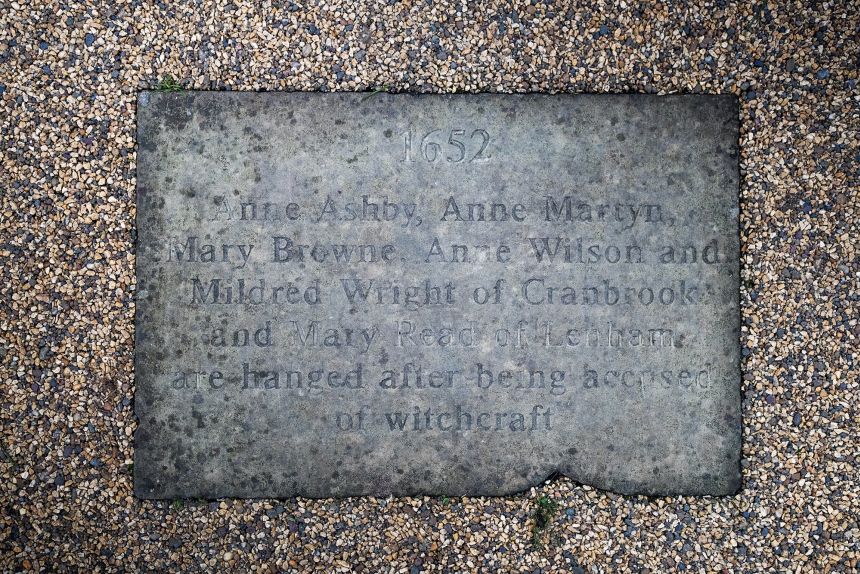 1652
Anne Ashby, Anne Martyn,
Mary Browne, Anne Wilson and
Mildred Wright of Cranbrook
and Mary Read of Lenham,
are hanged after being accused
of witchcraft